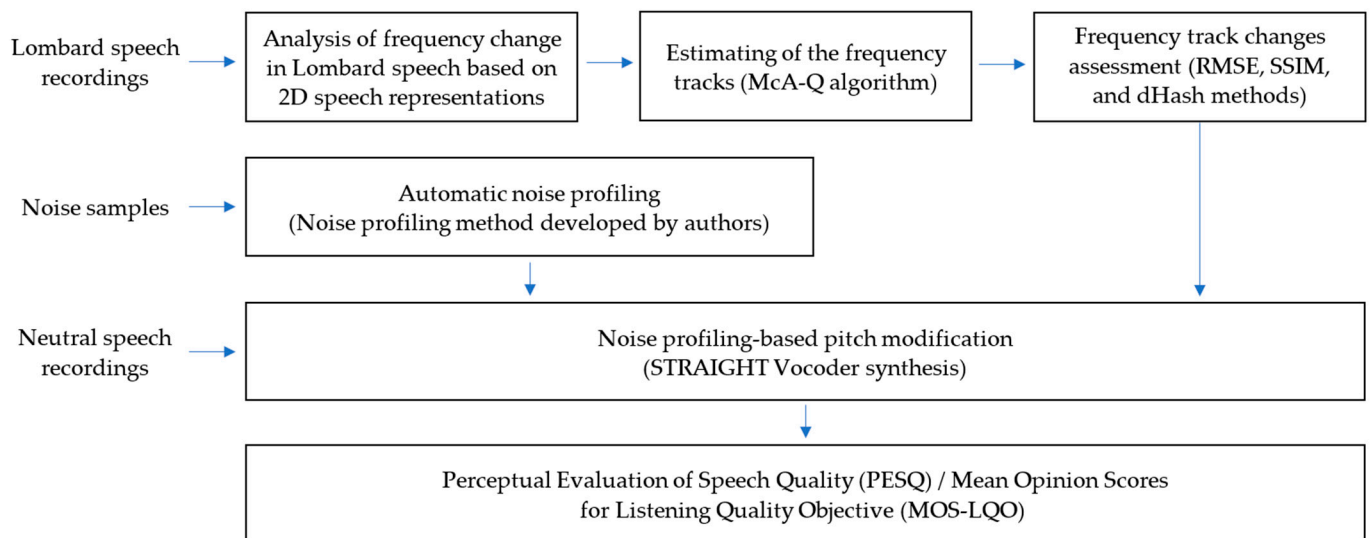 Lombard speech
recordings
Analysis of frequency change
in Lombard speech based on
2D speech representations
Estimating of the frequency
tracks (McA-Q algorithm)
Frequency track changes
assessment (RMSE, SSIM,
and dHash methods)
Noise samples
Automatic noise profiling
(Noise profiling method developed by authors)
Neutral speech
recordings
Noise profiling-based pitch modification
(STRAIGHT Vocoder synthesis)
Perceptual Evaluation of Speech Quality (PESQ) / Mean Opinion Scores
for Listening Quality Objective (MOS-LQO)